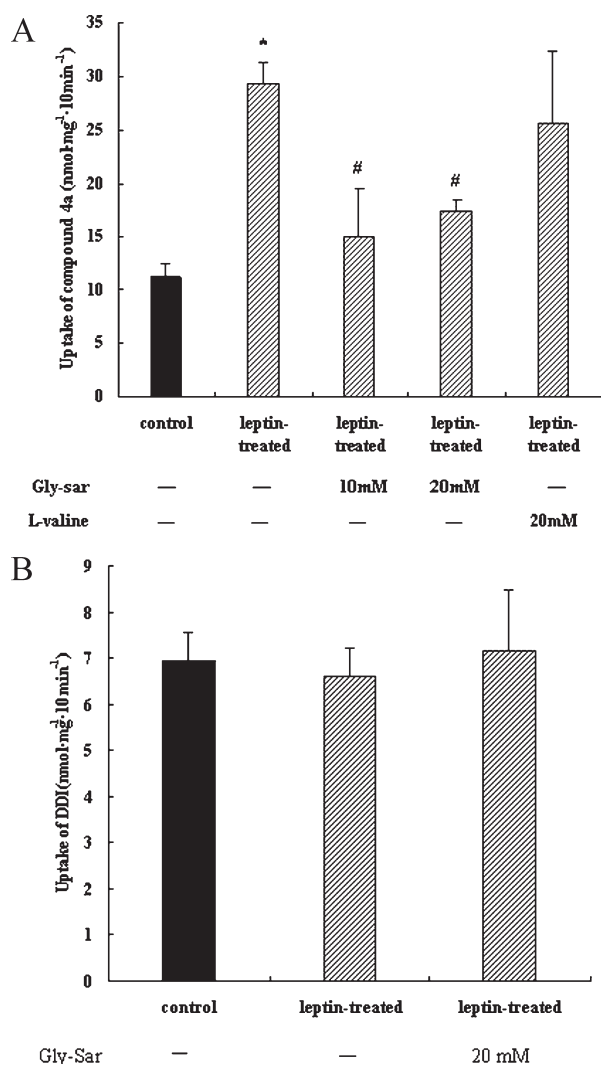 A
Uptake of compound 4a (nmol·mg⁻¹·10min⁻¹)
35
30
25
20
15
10
5
0
*
#
#
control leptin-treated leptin-treated leptin-treated leptin-treated
Gly-sar — — 10mM 20mM —
L-valine — — — — 20mM
B
Uptake of DDI(nmol·mg⁻¹·10min⁻¹)
9
8
7
6
5
4
3
2
1
0
control leptin-treated leptin-treated
Gly-Sar — — 20 mM